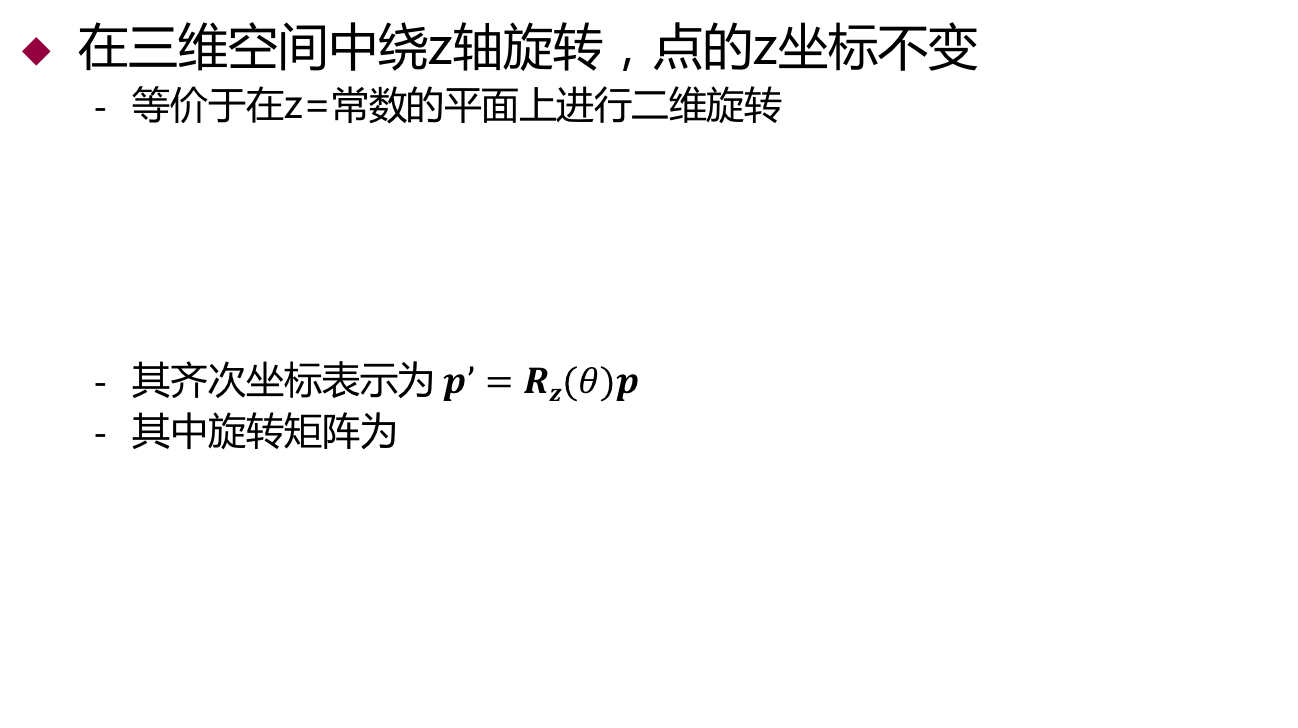 ◆ 在三维空间中绕z轴旋转，点的z坐标不变
- 等价于在z=常数的平面上进行二维旋转
- 其齐次坐标表示为 p’ = R_z(θ)p
- 其中旋转矩阵为